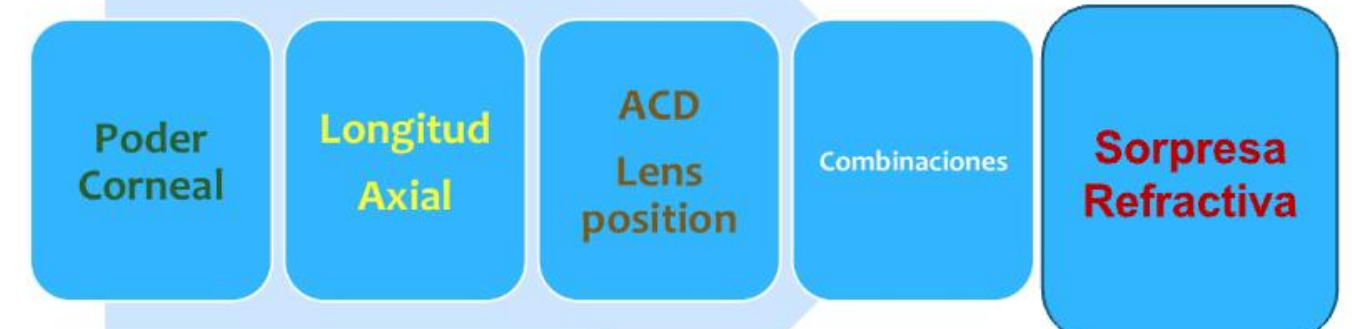 Poder
Corneal
Longitud
Axial
ACD
Lens
position
Combinaciones
Sorpresa
Refractiva